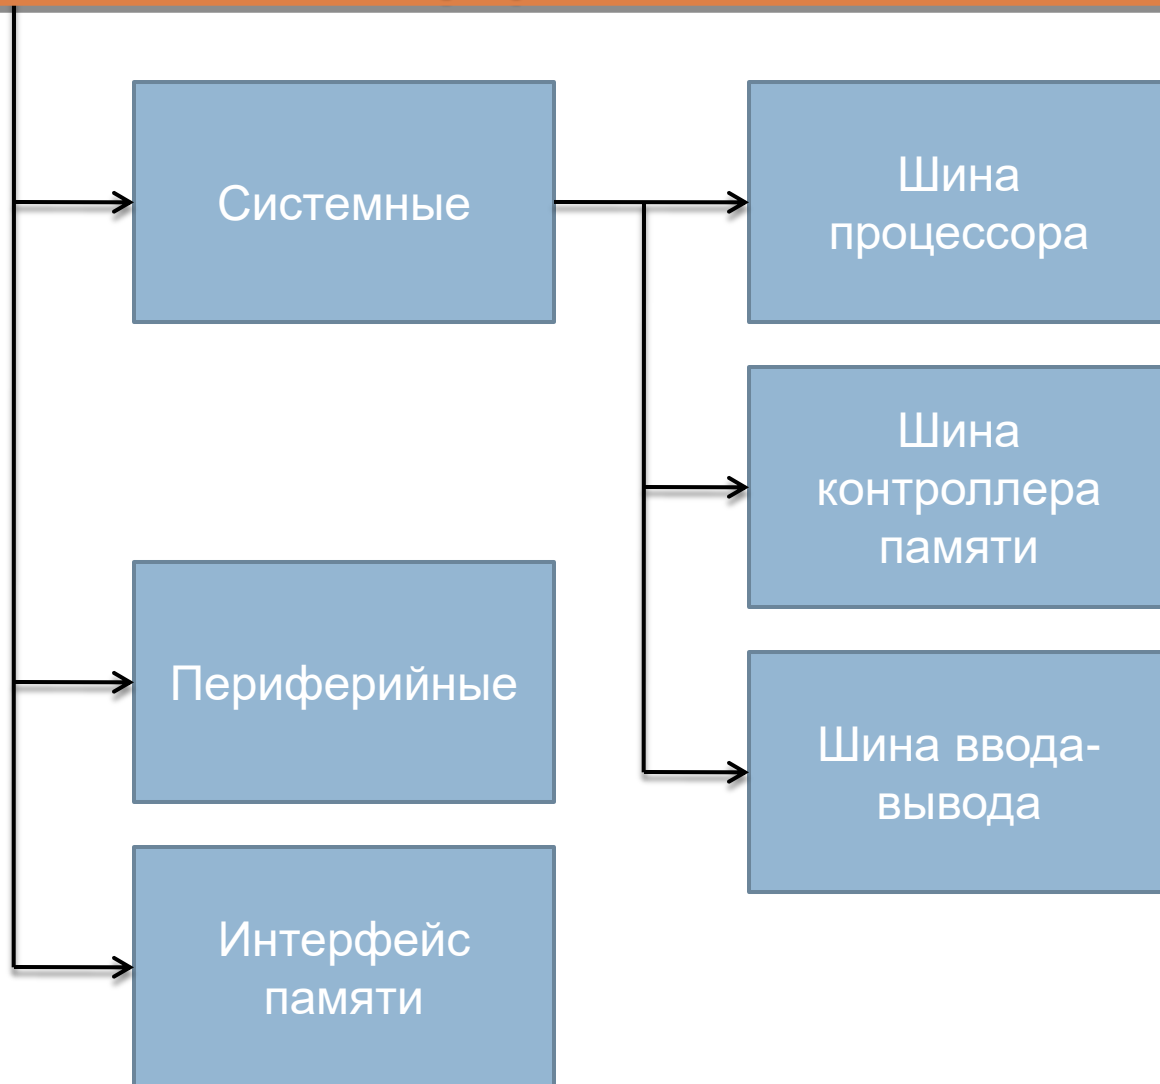 Системные
Шина
процессора
Шина
контроллера
памяти
Периферийные
Шина ввода-
вывода
Интерфейс
памяти